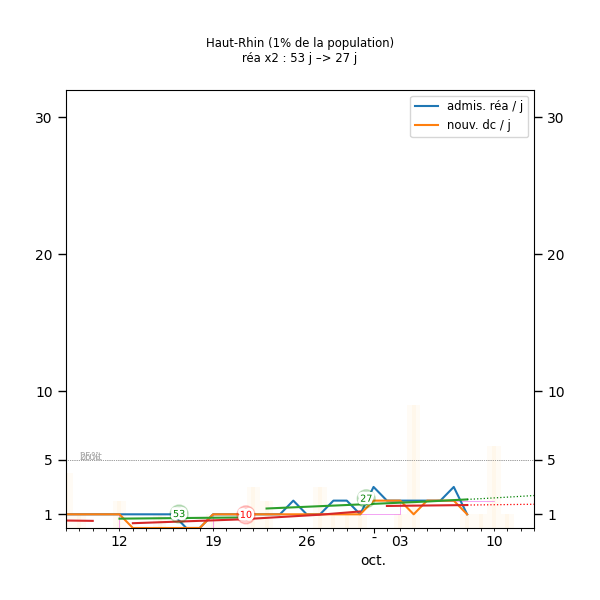 Haut-Rhin (1% de la population)
réa x2 : 53 j –> 27 j
admis. réa / j
nouv. dc / j
30 30
20 20
10 10
5 5
1 1
53
10
27
12 19 26 - 03 10
oct.